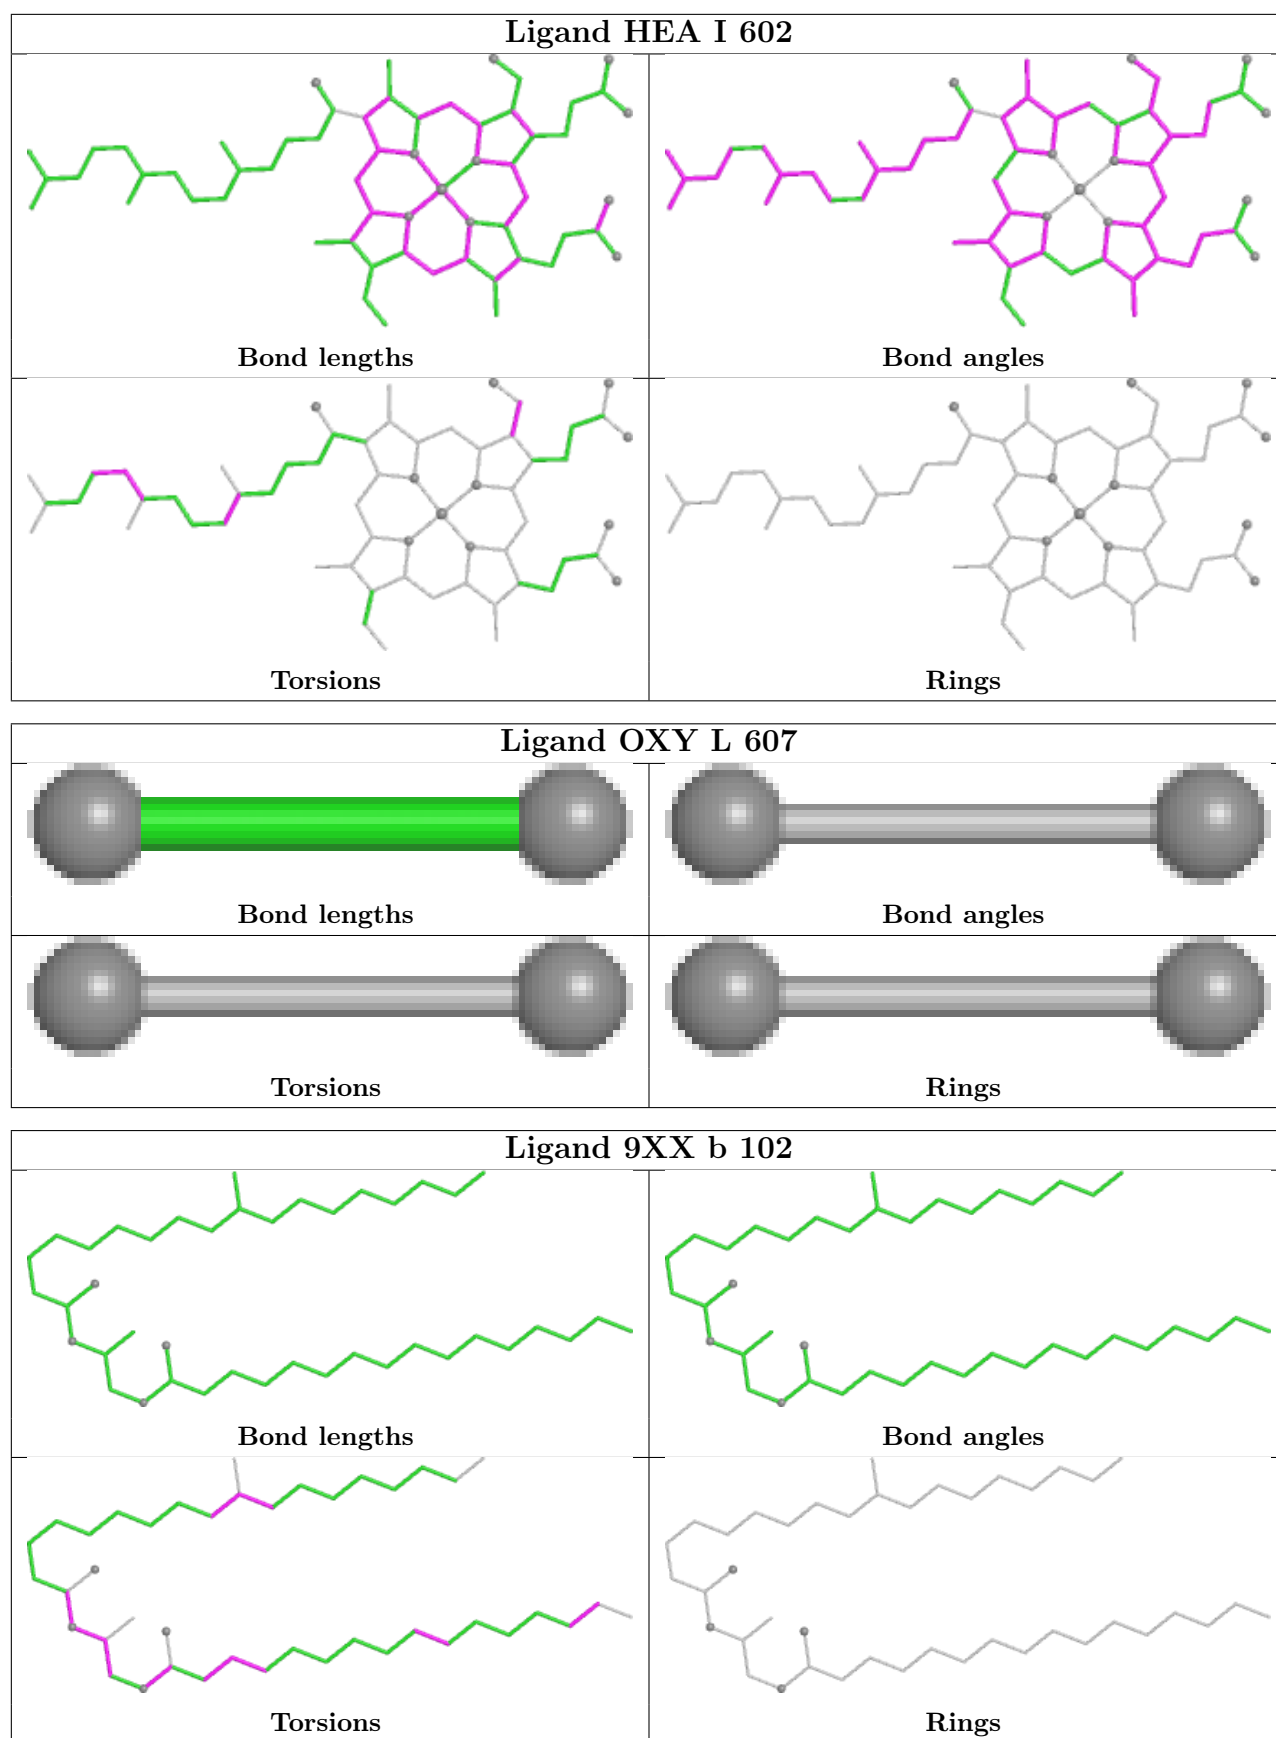 Ligand HEA I 602
Bond lengths
Bond angles
Torsions
Rings
Ligand OXY L 607
Bond lengths
Bond angles
Torsions
Rings
Ligand 9XX b 102
Bond lengths
Bond angles
Torsions
Rings